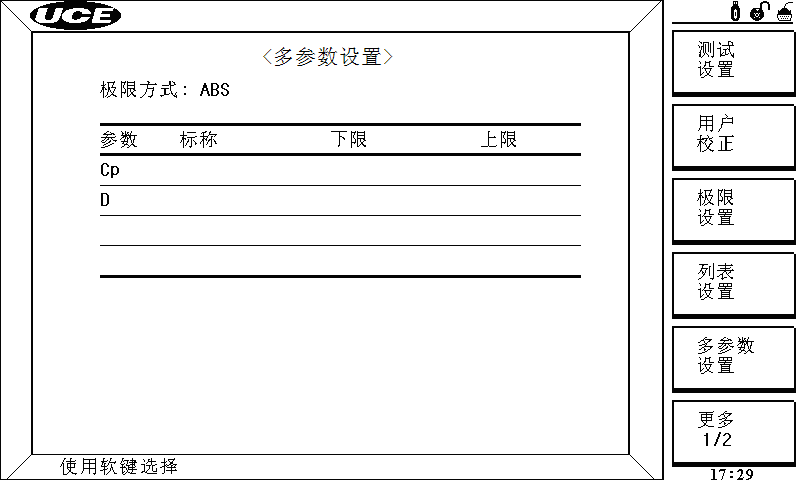 UCE
<多参数设置>
极限方式: ABS
参数 标称 下限 上限
Cp
D
使用软键选择
测试
设置
用户
校正
极限
设置
列表
设置
多参数
设置
更多
1/2
17:29